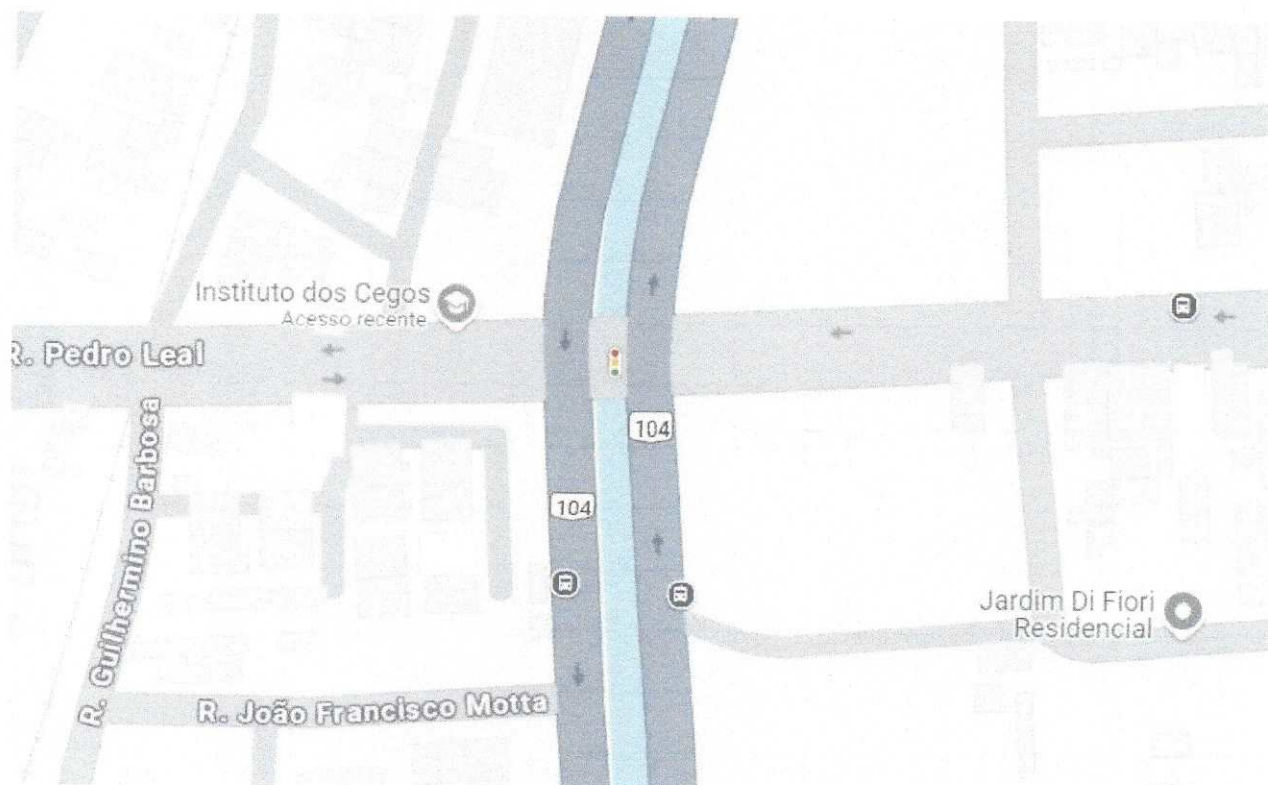 Instituto dos Cegos
Acesso recente
R. Pedro Leal
104
104
R. Guilhermino Barbosa
Jardim Di Fiori
Residencial
R. João Francisco Motta